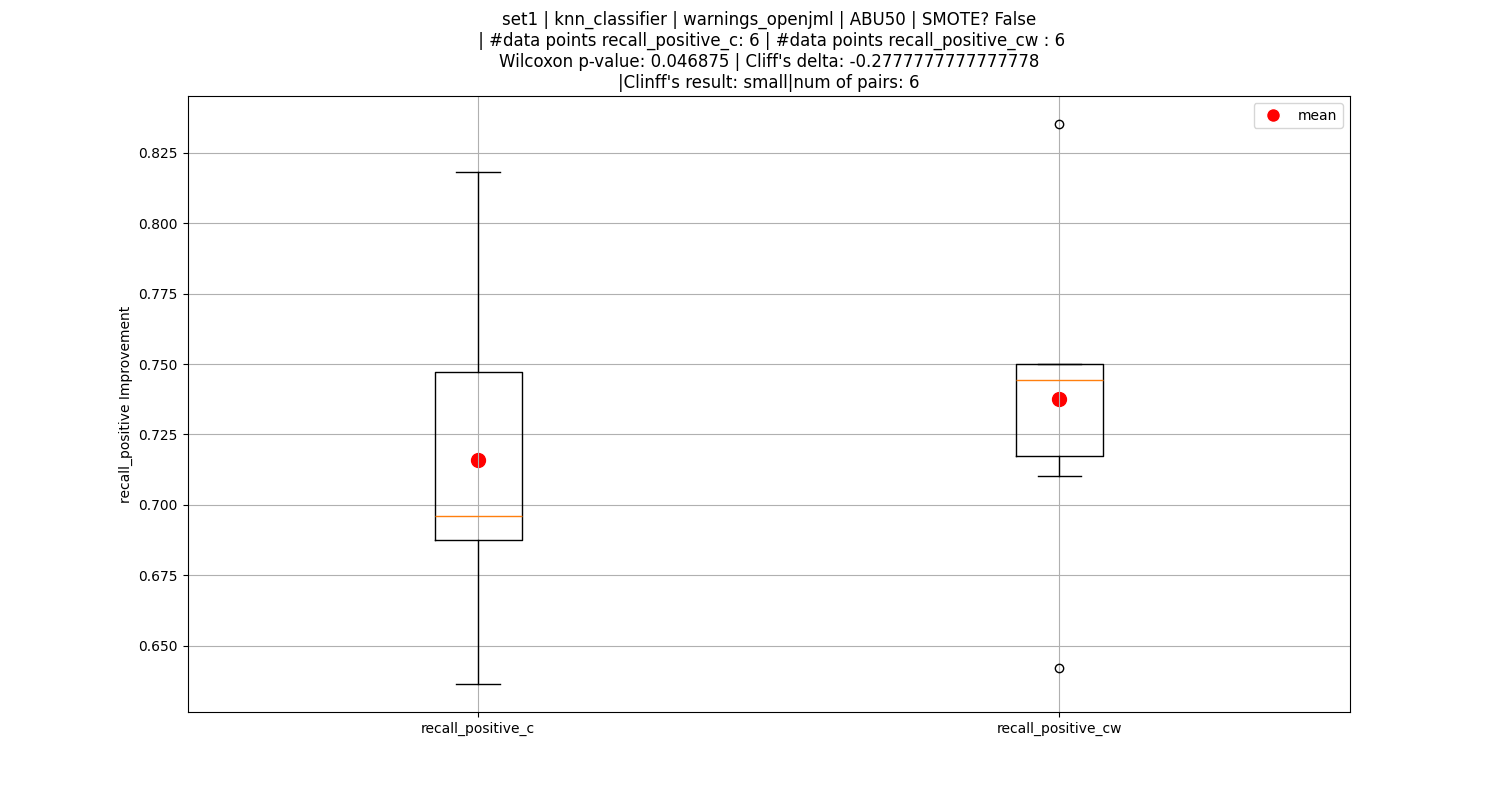 set1 | knn_classifier | warnings_openjml | ABU50 | SMOTE? False
| #data points recall_positive_c: 6 | #data points recall_positive_cw : 6
Wilcoxon p-value: 0.046875 | Cliff's delta: -0.2777777777777778
|Clinff's result: small|num of pairs: 6
mean
0.825
0.800
0.775
0.750
0.725
0.700
0.675
0.650
recall_positive Improvement
recall_positive_c
recall_positive_cw